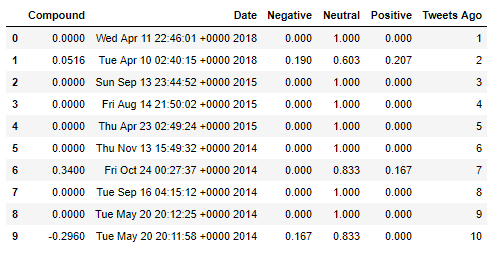 Compound Date Negative Neutral Positive Tweets Ago
0 0.0000 Wed Apr 11 22:46:01 +0000 2018 0.000 1.000 0.000 1
1 0.0516 Tue Apr 10 02:40:15 +0000 2018 0.190 0.603 0.207 2
2 0.0000 Sun Sep 13 23:44:52 +0000 2015 0.000 1.000 0.000 3
3 0.0000 Fri Aug 14 21:50:02 +0000 2015 0.000 1.000 0.000 4
4 0.0000 Thu Apr 23 02:49:24 +0000 2015 0.000 1.000 0.000 5
5 0.0000 Thu Nov 13 15:49:32 +0000 2014 0.000 1.000 0.000 6
6 0.3400 Fri Oct 24 00:27:37 +0000 2014 0.000 0.833 0.167 7
7 0.0000 Tue Sep 16 04:15:12 +0000 2014 0.000 1.000 0.000 8
8 0.0000 Tue May 20 20:12:25 +0000 2014 0.000 1.000 0.000 9
9 -0.2960 Tue May 20 20:11:58 +0000 2014 0.167 0.833 0.000 10